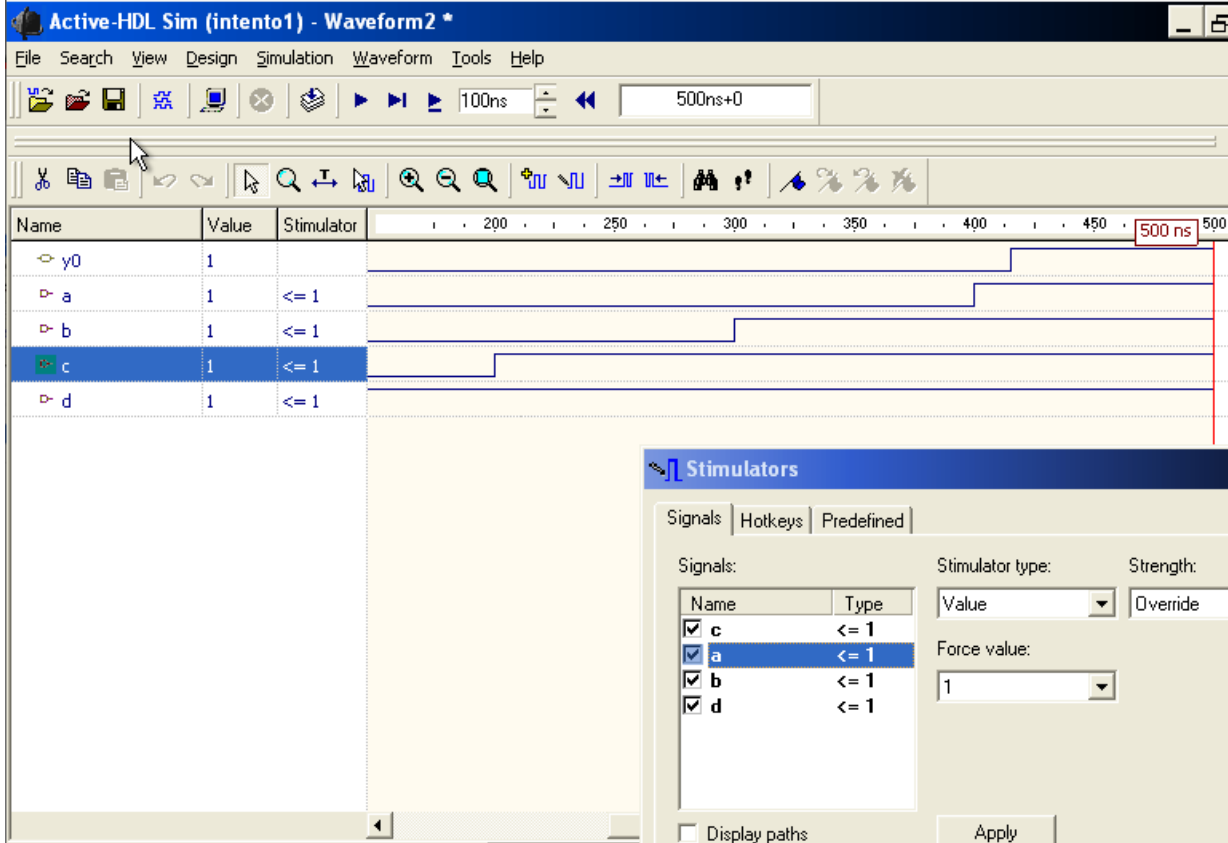 Active-HDL Sim (intento1) - Waveform2 *
File Search View Design Simulation Waveform Tools Help
100ns 500ns+0
Name Value Stimulator 200 250 300 350 400 450 500
500 ns
y0 1
a 1 <= 1
b 1 <= 1
c 1 <= 1
d 1 <= 1
Stimulators
Signals Hotkeys Predefined
Signals: Stimulator type: Strength:
Name Type Value Override
c <= 1
a <= 1 Force value:
b <= 1 1
d <= 1
Display paths Apply